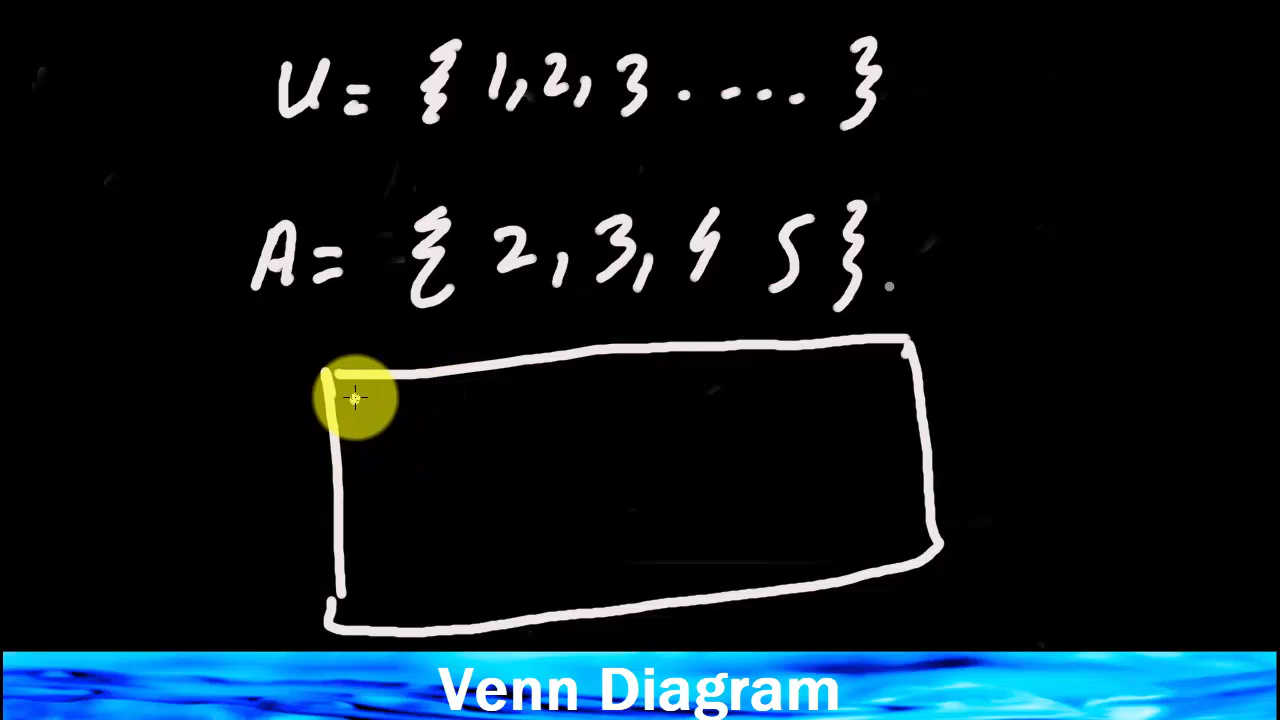 U = { 1, 2, 3 .... }
A = { 2, 3, 4 5 }.
Venn Diagram